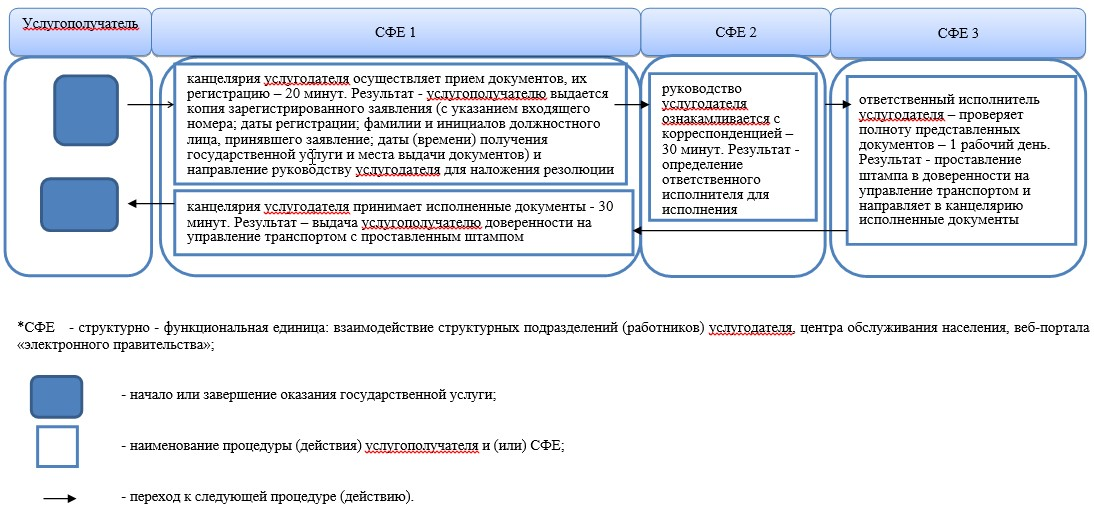 Услугополучатель
СФЕ 1
СФЕ 2
СФЕ 3
канцелярия услугодателя осуществляет прием документов, их
регистрацию – 20 минут. Результат - услугополучателю выдается
копия зарегистрированного заявления (с указанием входящего
номера; даты регистрации; фамилии и инициалов должностного
лица, принявшего заявление; даты (времени) получения
государственной услуги и места выдачи документов) и
направление руководству услугодателя для наложения резолюции
канцелярия услугодателя принимает исполненные документы - 30
минут. Результат – выдача услугополучателю доверенности на
управление транспортом с проставленным штампом
руководство
услугодателя
ознакамливается с
корреспонденцией –
30 минут. Результат -
определение
ответственного
исполнителя для
исполнения
ответственный исполнитель
услугодателя – проверяет
полноту представленных
документов – 1 рабочий день.
Результат - проставление
штампа в доверенности на
управление транспортом и
направляет в канцелярию
исполненные документы
*СФЕ - структурно - функциональная единица: взаимодействие структурных подразделений (работников) услугодателя, центра обслуживания населения, веб-портала
«электронного правительства»;
- начало или завершение оказания государственной услуги;
- наименование процедуры (действия) услугополучателя и (или) СФЕ;
- переход к следующей процедуре (действию).